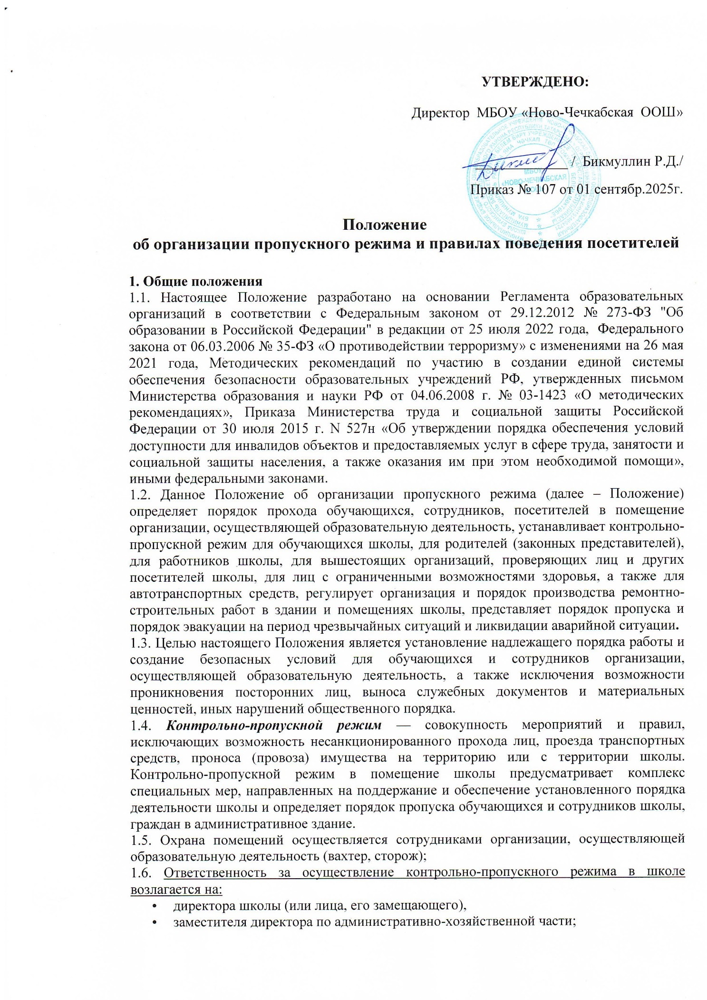 УТВЕРЖДЕНО:
Директор МБОУ «Ново-Чечкабская ООШ»
/ Бикмуллин Р.Д./
МБОУ
«НОВО-ЧЕЧКАБСКАЯ
ООШ»
Приказ № 107 от 01 сентябр.2025г.
Положение
об организации пропускного режима и правилах поведения посетителей
1. Общие положения
1.1. Настоящее Положение разработано на основании Регламента образовательных
организаций в соответствии с Федеральным законом от 29.12.2012 № 273-ФЗ "Об
образовании в Российской Федерации" в редакции от 25 июля 2022 года, Федерального
закона от 06.03.2006 № 35-ФЗ «О противодействии терроризму» с изменениями на 26 мая
2021 года, Методических рекомендаций по участию в создании единой системы
обеспечения безопасности образовательных учреждений РФ, утвержденных письмом
Министерства образования и науки РФ от 04.06.2008 г. № 03-1423 «О методических
рекомендациях», Приказа Министерства труда и социальной защиты Российской
Федерации от 30 июля 2015 г. N 527н «Об утверждении порядка обеспечения условий
доступности для инвалидов объектов и предоставляемых услуг в сфере труда, занятости и
социальной защиты населения, а также оказания им при этом необходимой помощи»,
иными федеральными законами.
1.2. Данное Положение об организации пропускного режима (далее – Положение)
определяет порядок прохода обучающихся, сотрудников, посетителей в помещение
организации, осуществляющей образовательную деятельность, устанавливает контрольно-
пропускной режим для обучающихся школы, для родителей (законных представителей),
для работников школы, для вышестоящих организаций, проверяющих лиц и других
посетителей школы, для лиц с ограниченными возможностями здоровья, а также для
автотранспортных средств, регулирует организация и порядок производства ремонтно-
строительных работ в здании и помещениях школы, представляет порядок пропуска и
порядок эвакуации на период чрезвычайных ситуаций и ликвидации аварийной ситуации.
1.3. Целью настоящего Положения является установление надлежащего порядка работы и
создание безопасных условий для обучающихся и сотрудников организации,
осуществляющей образовательную деятельность, а также исключения возможности
проникновения посторонних лиц, выноса служебных документов и материальных
ценностей, иных нарушений общественного порядка.
1.4. Контрольно-пропускной режим — совокупность мероприятий и правил,
исключающих возможность несанкционированного прохода лиц, проезда транспортных
средств, проноса (провоза) имущества на территорию или с территории школы.
Контрольно-пропускной режим в помещение школы предусматривает комплекс
специальных мер, направленных на поддержание и обеспечение установленного порядка
деятельности школы и определяет порядок пропуска обучающихся и сотрудников школы,
граждан в административное здание.
1.5. Охрана помещений осуществляется сотрудниками организации, осуществляющей
образовательную деятельность (вахтер, сторож);
1.6. Ответственность за осуществление контрольно-пропускного режима в школе
возлагается на:
• директора школы (или лица, его замещающего),
• заместителя директора по административно-хозяйственной части;